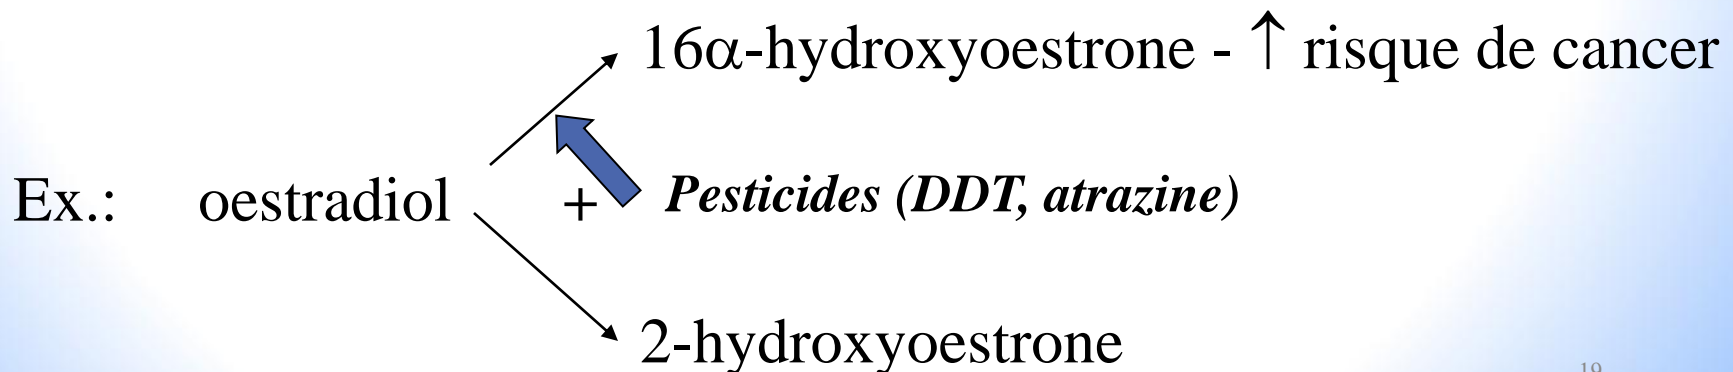 16α-hydroxyoestrone - ↑ risque de cancer
Ex.: oestradiol + Pesticides (DDT, atrazine)
2-hydroxyoestrone
19